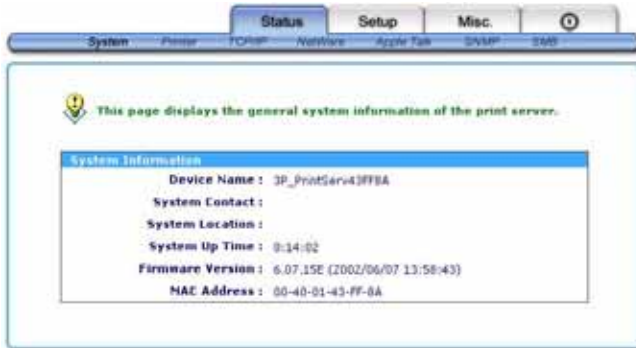 Status Setup Misc.
System Printer TCP/IP NetWare Apple Talk SNMP SMB
This page displays the general system information of the print server.
System Information
Device Name : 3P_PrintServ43FF8A
System Contact :
System Location :
System Up Time : 0:14:02
Firmware Version : 6.07.15E (2002/06/07 13:58:43)
MAC Address : 00-40-01-43-FF-8A